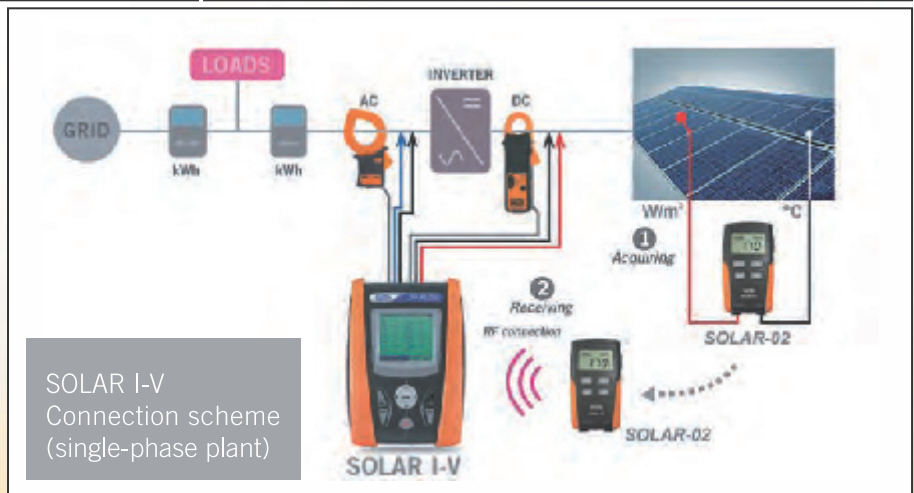 LOADS
GRID
kWh
kWh
AC
INVERTER
DC
W/m²
°C
1
Acquiring
SOLAR-02
2
Receiving
RF connection
SOLAR-02
SOLAR I-V
SOLAR I-V
Connection scheme
(single-phase plant)